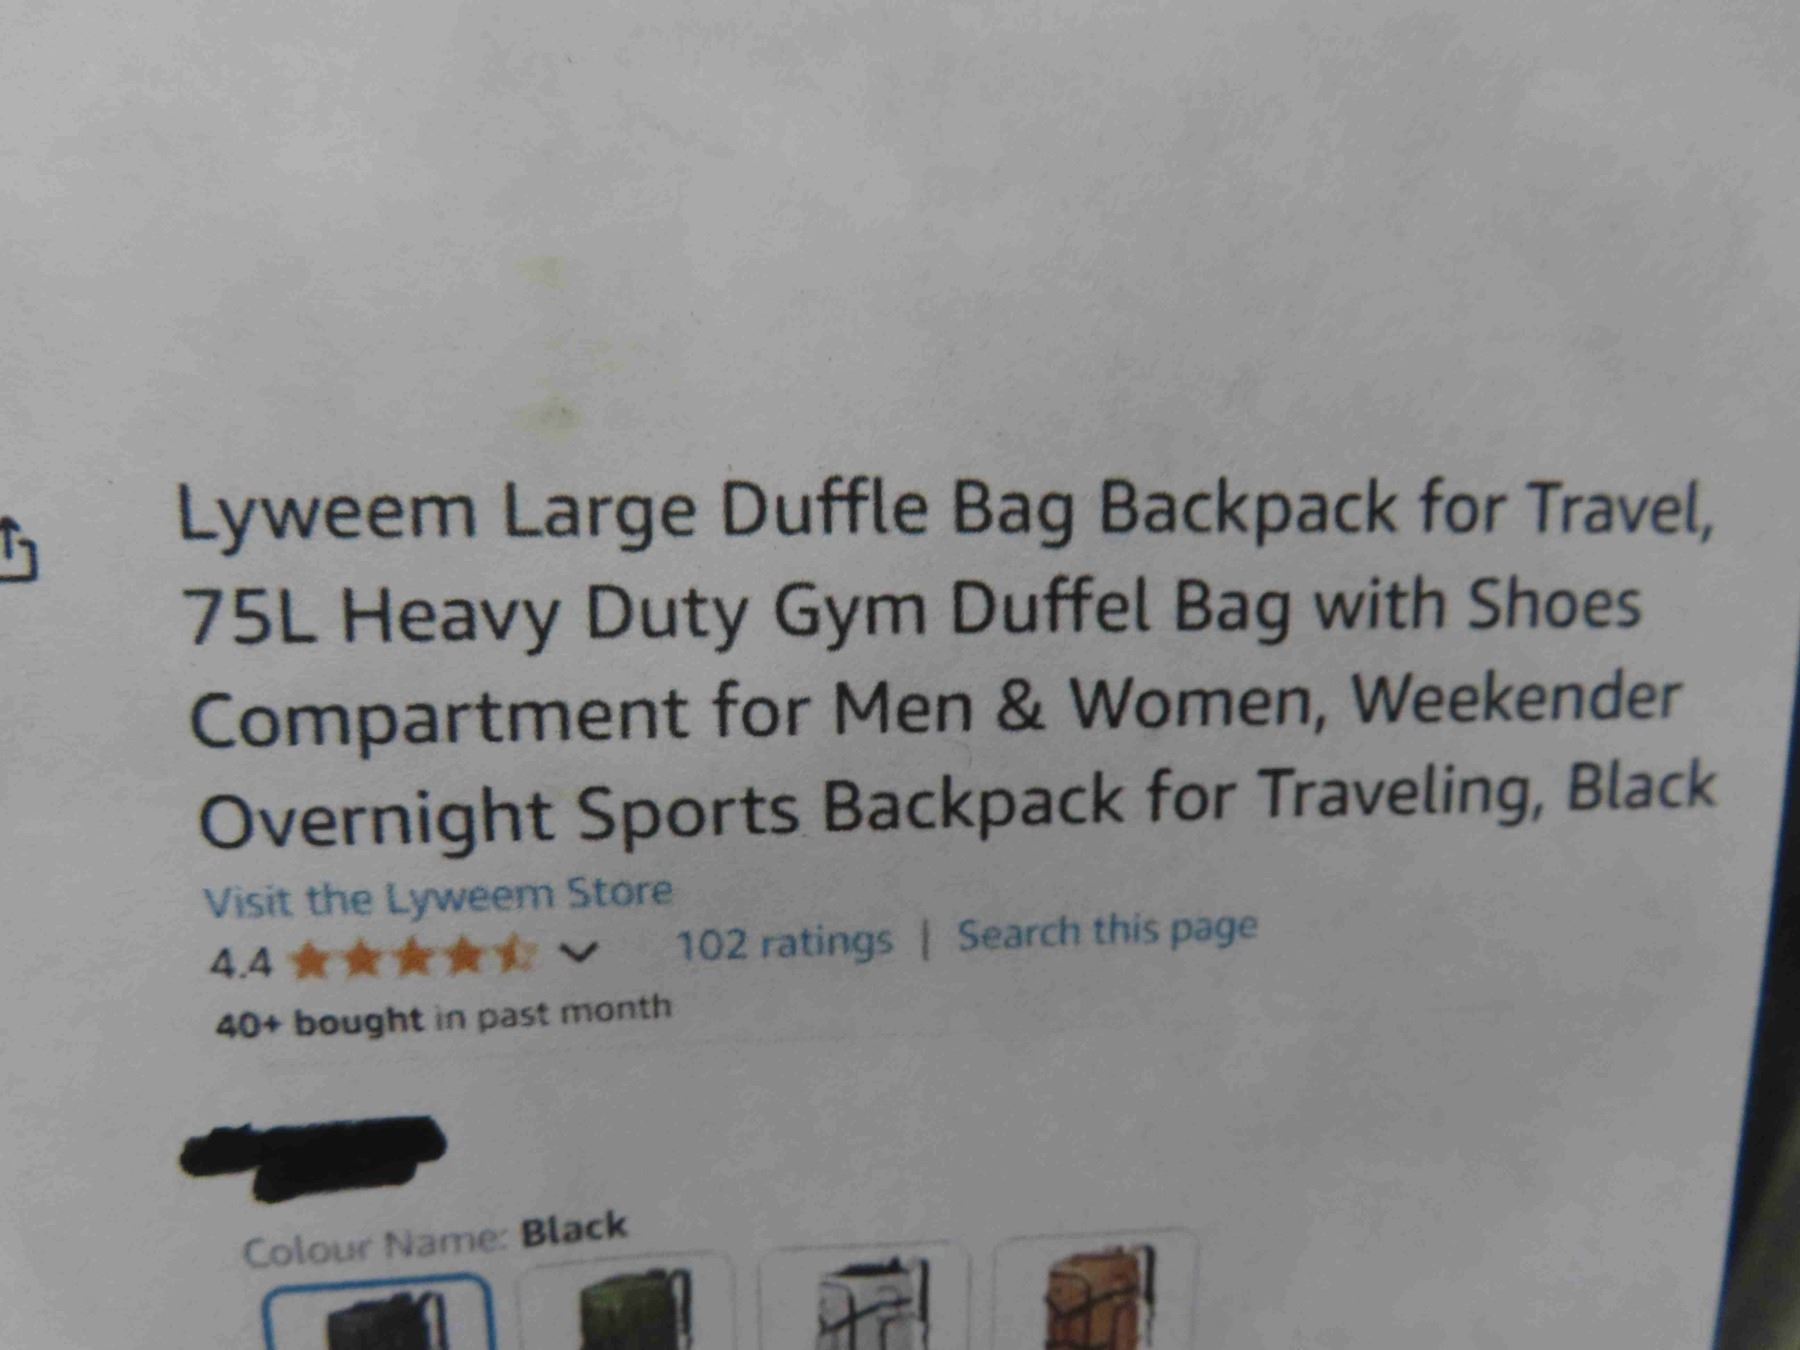 Lyweem Large Duffle Bag Backpack for Travel,
75L Heavy Duty Gym Duffel Bag with Shoes
Compartment for Men & Women, Weekender
Overnight Sports Backpack for Traveling, Black
Visit the Lyweem Store
4.4 102 ratings | Search this page
40+ bought in past month
Colour Name: Black